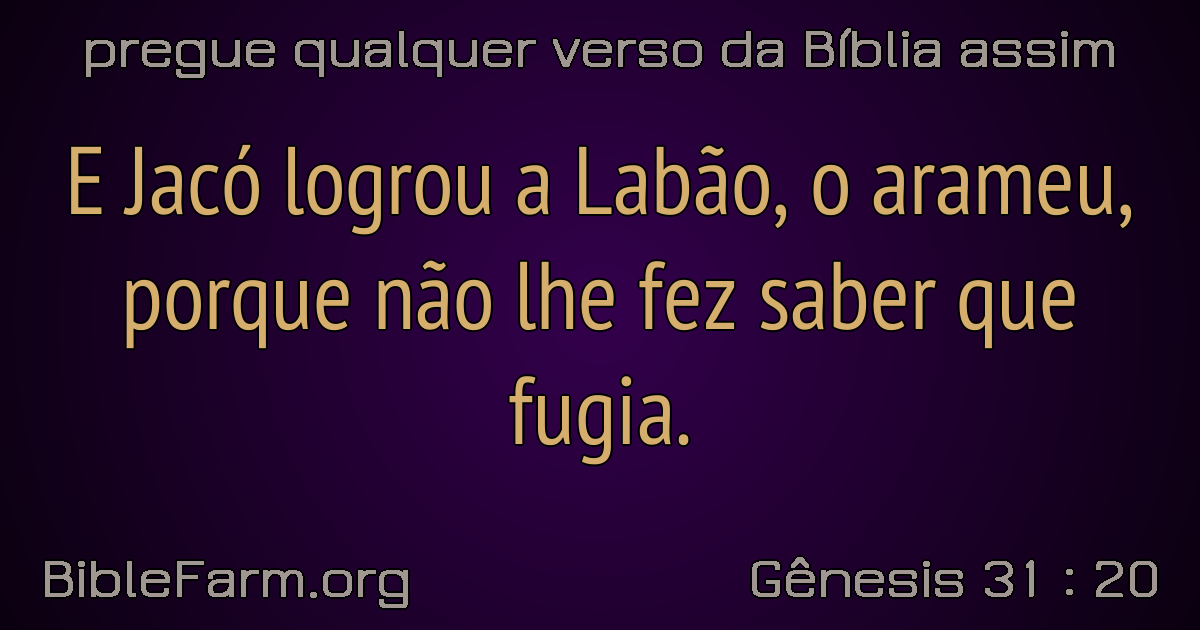 pregue qualquer verso da Bíblia assim
E Jacó logrou a Labão, o arameu,
porque não lhe fez saber que
fugia.
BibleFarm.org
Gênesis 31 : 20